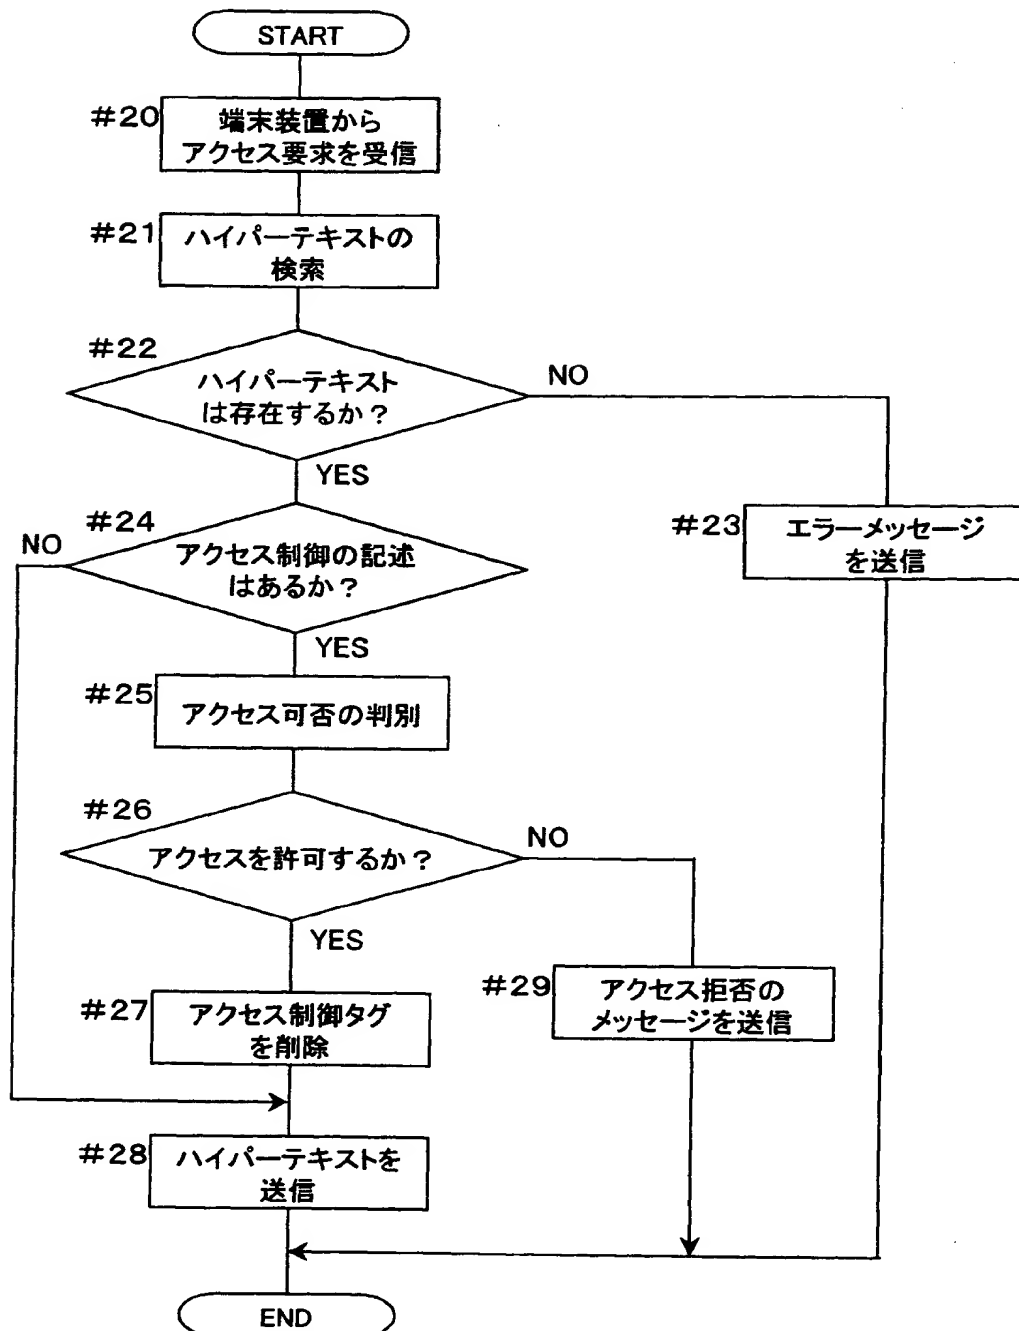 START
#20
端末装置から
アクセス要求を受信
#21
ハイパーテキストの
検索
#22
ハイパーテキスト
は存在するか？
NO
YES
#24
アクセス制御の記述
はあるか？
NO
YES
#23
エラーメッセージ
を送信
#25
アクセス可否の判別
#26
アクセスを許可するか？
NO
YES
#27
アクセス制御タグ
を削除
#29
アクセス拒否の
メッセージを送信
#28
ハイパーテキストを
送信
END